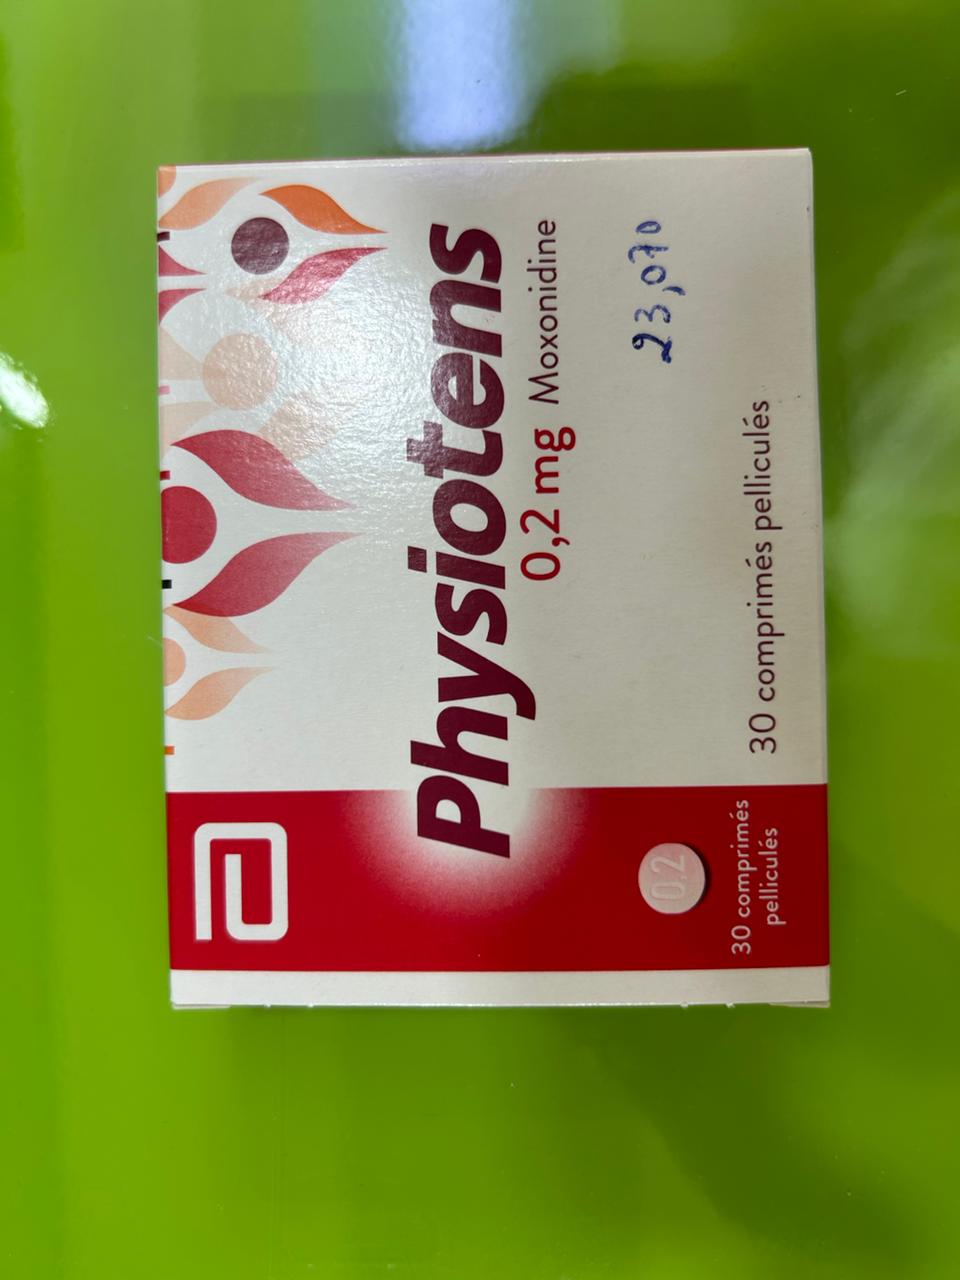 Physiotens
0,2 mg Moxonidine
23,070
0,2
30 comprimés
pelliculés
30 comprimés pelliculés